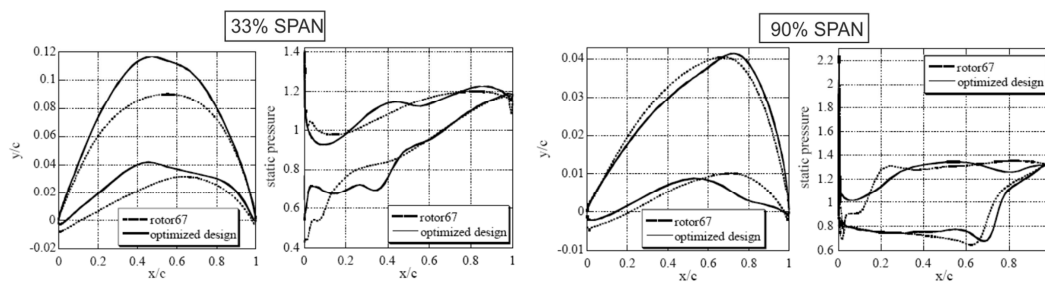 33% SPAN
90% SPAN
0.12
0.1
0.08
0.06
0.04
0.02
0
-0.02
y/c
0 0.2 0.4 0.6 0.8 1
x/c
rotor67
optimized design
1.4
1.2
1
0.8
0.6
0.4
static pressure
0 0.2 0.4 0.6 0.8 1
x/c
rotor67
optimized design
0.04
0.03
0.02
0.01
0
-0.01
y/c
0 0.2 0.4 0.6 0.8 1
x/c
rotor67
optimized design
2.2
2
1.8
1.6
1.4
1.2
1
0.8
0.6
static pressure
0 0.2 0.4 0.6 0.8
x/c
rotor67
optimized design